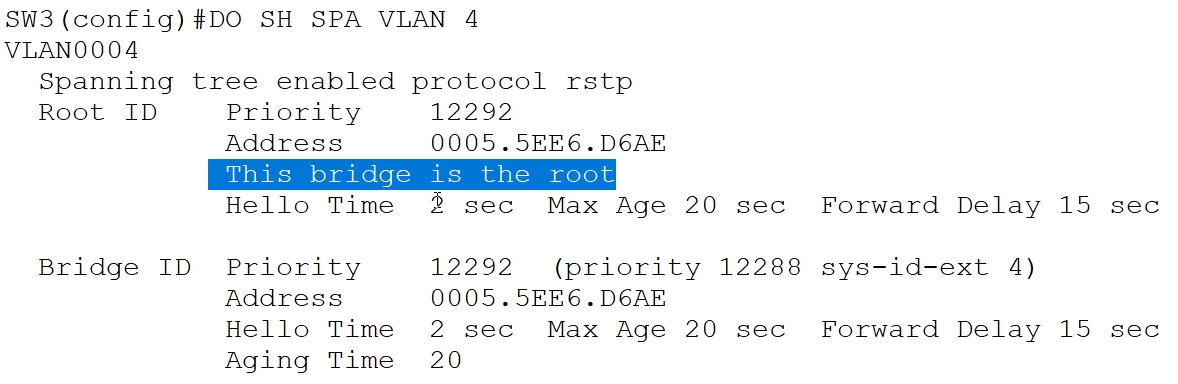 SW3(config)#DO SH SPA VLAN 4
VLAN0004
  Spanning tree enabled protocol rstp
  Root ID    Priority    12292
             Address     0005.5EE6.D6AE
             This bridge is the root
             Hello Time  2 sec  Max Age 20 sec  Forward Delay 15 sec

  Bridge ID  Priority    12292  (priority 12288 sys-id-ext 4)
             Address     0005.5EE6.D6AE
             Hello Time  2 sec  Max Age 20 sec  Forward Delay 15 sec
             Aging Time  20